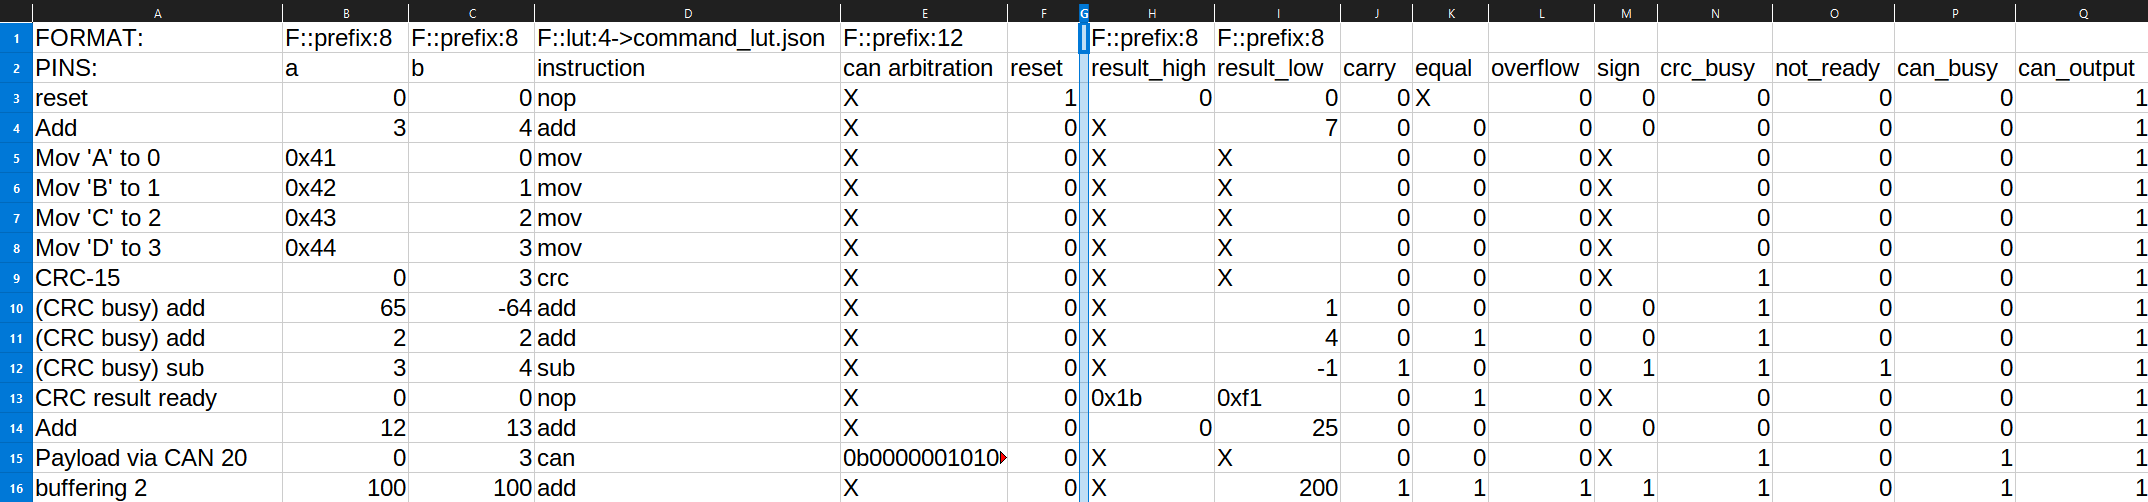 A B C D E F G H I J K L M N O P Q
1 FORMAT: F::prefix:8 F::prefix:8 F::lut:4->command_lut.json F::prefix:12 F::prefix:8 F::prefix:8
2 PINS: a b instruction can arbitration reset result_high result_low carry equal overflow sign crc_busy not_ready can_busy can_output
3 reset 0 0 nop X 1 0 0 0 X 0 0 0 0 0 1
4 Add 3 4 add X 0 X 7 0 0 0 0 0 0 0 1
5 Mov 'A' to 0 0x41 0 mov X 0 X X 0 0 0 X 0 0 0 1
6 Mov 'B' to 1 0x42 1 mov X 0 X X 0 0 0 X 0 0 0 1
7 Mov 'C' to 2 0x43 2 mov X 0 X X 0 0 0 X 0 0 0 1
8 Mov 'D' to 3 0x44 3 mov X 0 X X 0 0 0 X 0 0 0 1
9 CRC-15 0 3 crc X 0 X X 0 0 0 X 1 0 0 1
10 (CRC busy) add 65 -64 add X 0 X 1 0 0 0 0 1 0 0 1
11 (CRC busy) add 2 2 add X 0 X 4 0 1 0 0 1 0 0 1
12 (CRC busy) sub 3 4 sub X 0 X -1 1 0 0 1 1 1 0 1
13 CRC result ready 0 0 nop X 0 0x1b 0xf1 0 1 0 X 0 0 0 1
14 Add 12 13 add X 0 0 25 0 0 0 0 0 0 0 1
15 Payload via CAN 20 0 3 can 0b0000001010 0 X X 0 0 0 X 1 0 1 1
16 buffering 2 100 100 add X 0 X 200 1 1 1 1 1 0 1 1